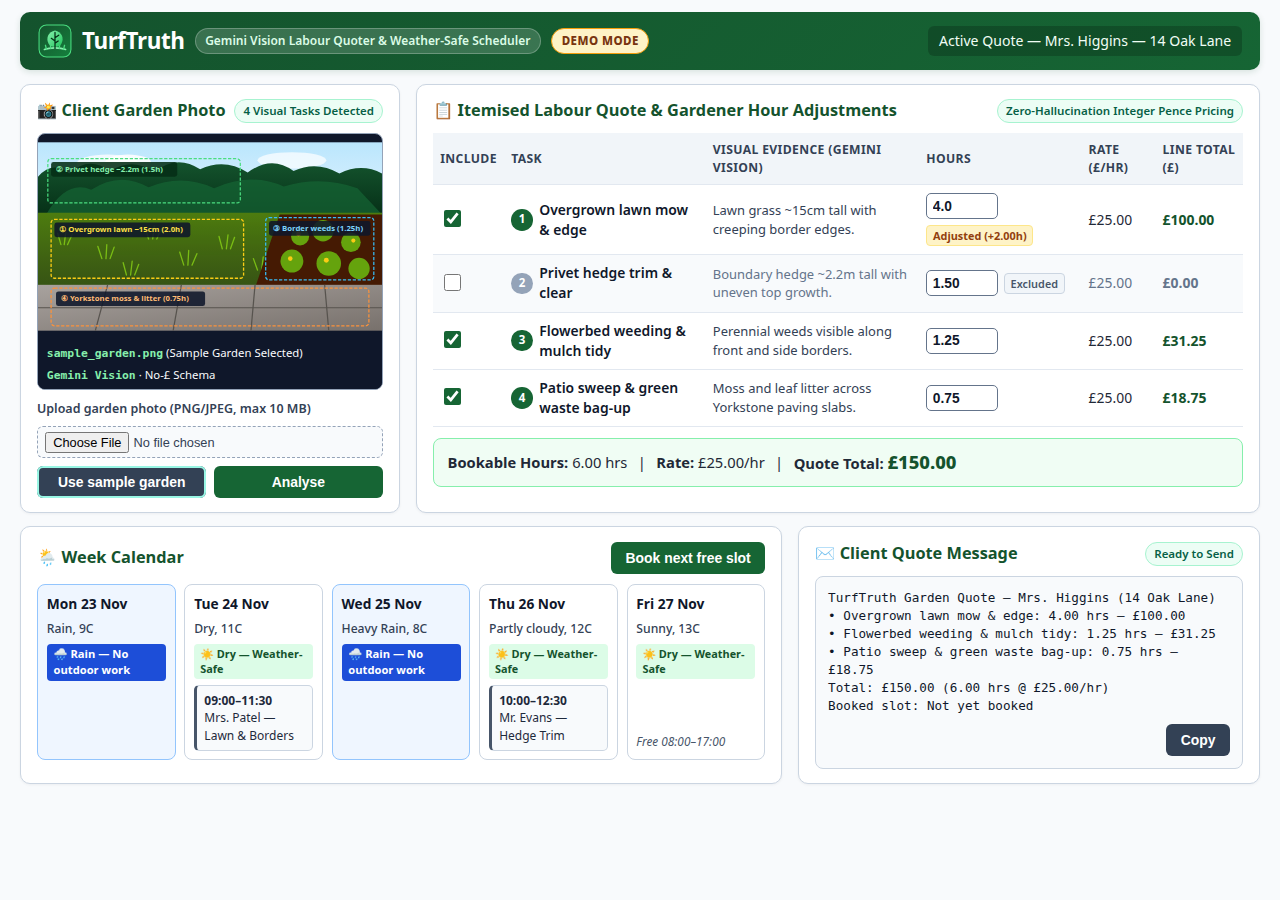 TurfTruth
Gemini Vision Labour Quoter & Weather-Safe Scheduler
DEMO MODE
Active Quote — Mrs. Higgins — 14 Oak Lane
📸 Client Garden Photo
4 Visual Tasks Detected
② Privet hedge ~2.2m (1.5h)
① Overgrown lawn ~15cm (2.0h)
③ Border weeds (1.25h)
④ Yorkstone moss & litter (0.75h)
sample_garden.png (Sample Garden Selected)
Gemini Vision · No-£ Schema
Upload garden photo (PNG/JPEG, max 10 MB)
Choose File No file chosen
Use sample garden
Analyse
📋 Itemised Labour Quote & Gardener Hour Adjustments
Zero-Hallucination Integer Pence Pricing
INCLUDE
TASK
VISUAL EVIDENCE (GEMINI
VISION)
HOURS
RATE
(£/HR)
LINE TOTAL
(£)
1
Overgrown lawn mow
& edge
Lawn grass ~15cm tall with
creeping border edges.
4.0
Adjusted (+2.00h)
£25.00
£100.00
2
Privet hedge trim &
clear
Boundary hedge ~2.2m tall with
uneven top growth.
1.50
Excluded
£25.00
£0.00
3
Flowerbed weeding &
mulch tidy
Perennial weeds visible along
front and side borders.
1.25
£25.00
£31.25
4
Patio sweep & green
waste bag-up
Moss and leaf litter across
Yorkstone paving slabs.
0.75
£25.00
£18.75
Bookable Hours: 6.00 hrs | Rate: £25.00/hr | Quote Total: £150.00
🌦️ Week Calendar
Book next free slot
Mon 23 Nov
Rain, 9C
🌧️ Rain — No
outdoor work
Tue 24 Nov
Dry, 11C
☀️ Dry — Weather-
Safe
09:00–11:30
Mrs. Patel —
Lawn & Borders
Wed 25 Nov
Heavy Rain, 8C
🌧️ Rain — No
outdoor work
Thu 26 Nov
Partly cloudy, 12C
☀️ Dry — Weather-
Safe
10:00–12:30
Mr. Evans —
Hedge Trim
Fri 27 Nov
Sunny, 13C
☀️ Dry — Weather-
Safe
Free 08:00–17:00
✉️ Client Quote Message
Ready to Send
TurfTruth Garden Quote — Mrs. Higgins (14 Oak Lane)
• Overgrown lawn mow & edge: 4.00 hrs — £100.00
• Flowerbed weeding & mulch tidy: 1.25 hrs — £31.25
• Patio sweep & green waste bag-up: 0.75 hrs —
£18.75
Total: £150.00 (6.00 hrs @ £25.00/hr)
Booked slot: Not yet booked
Copy